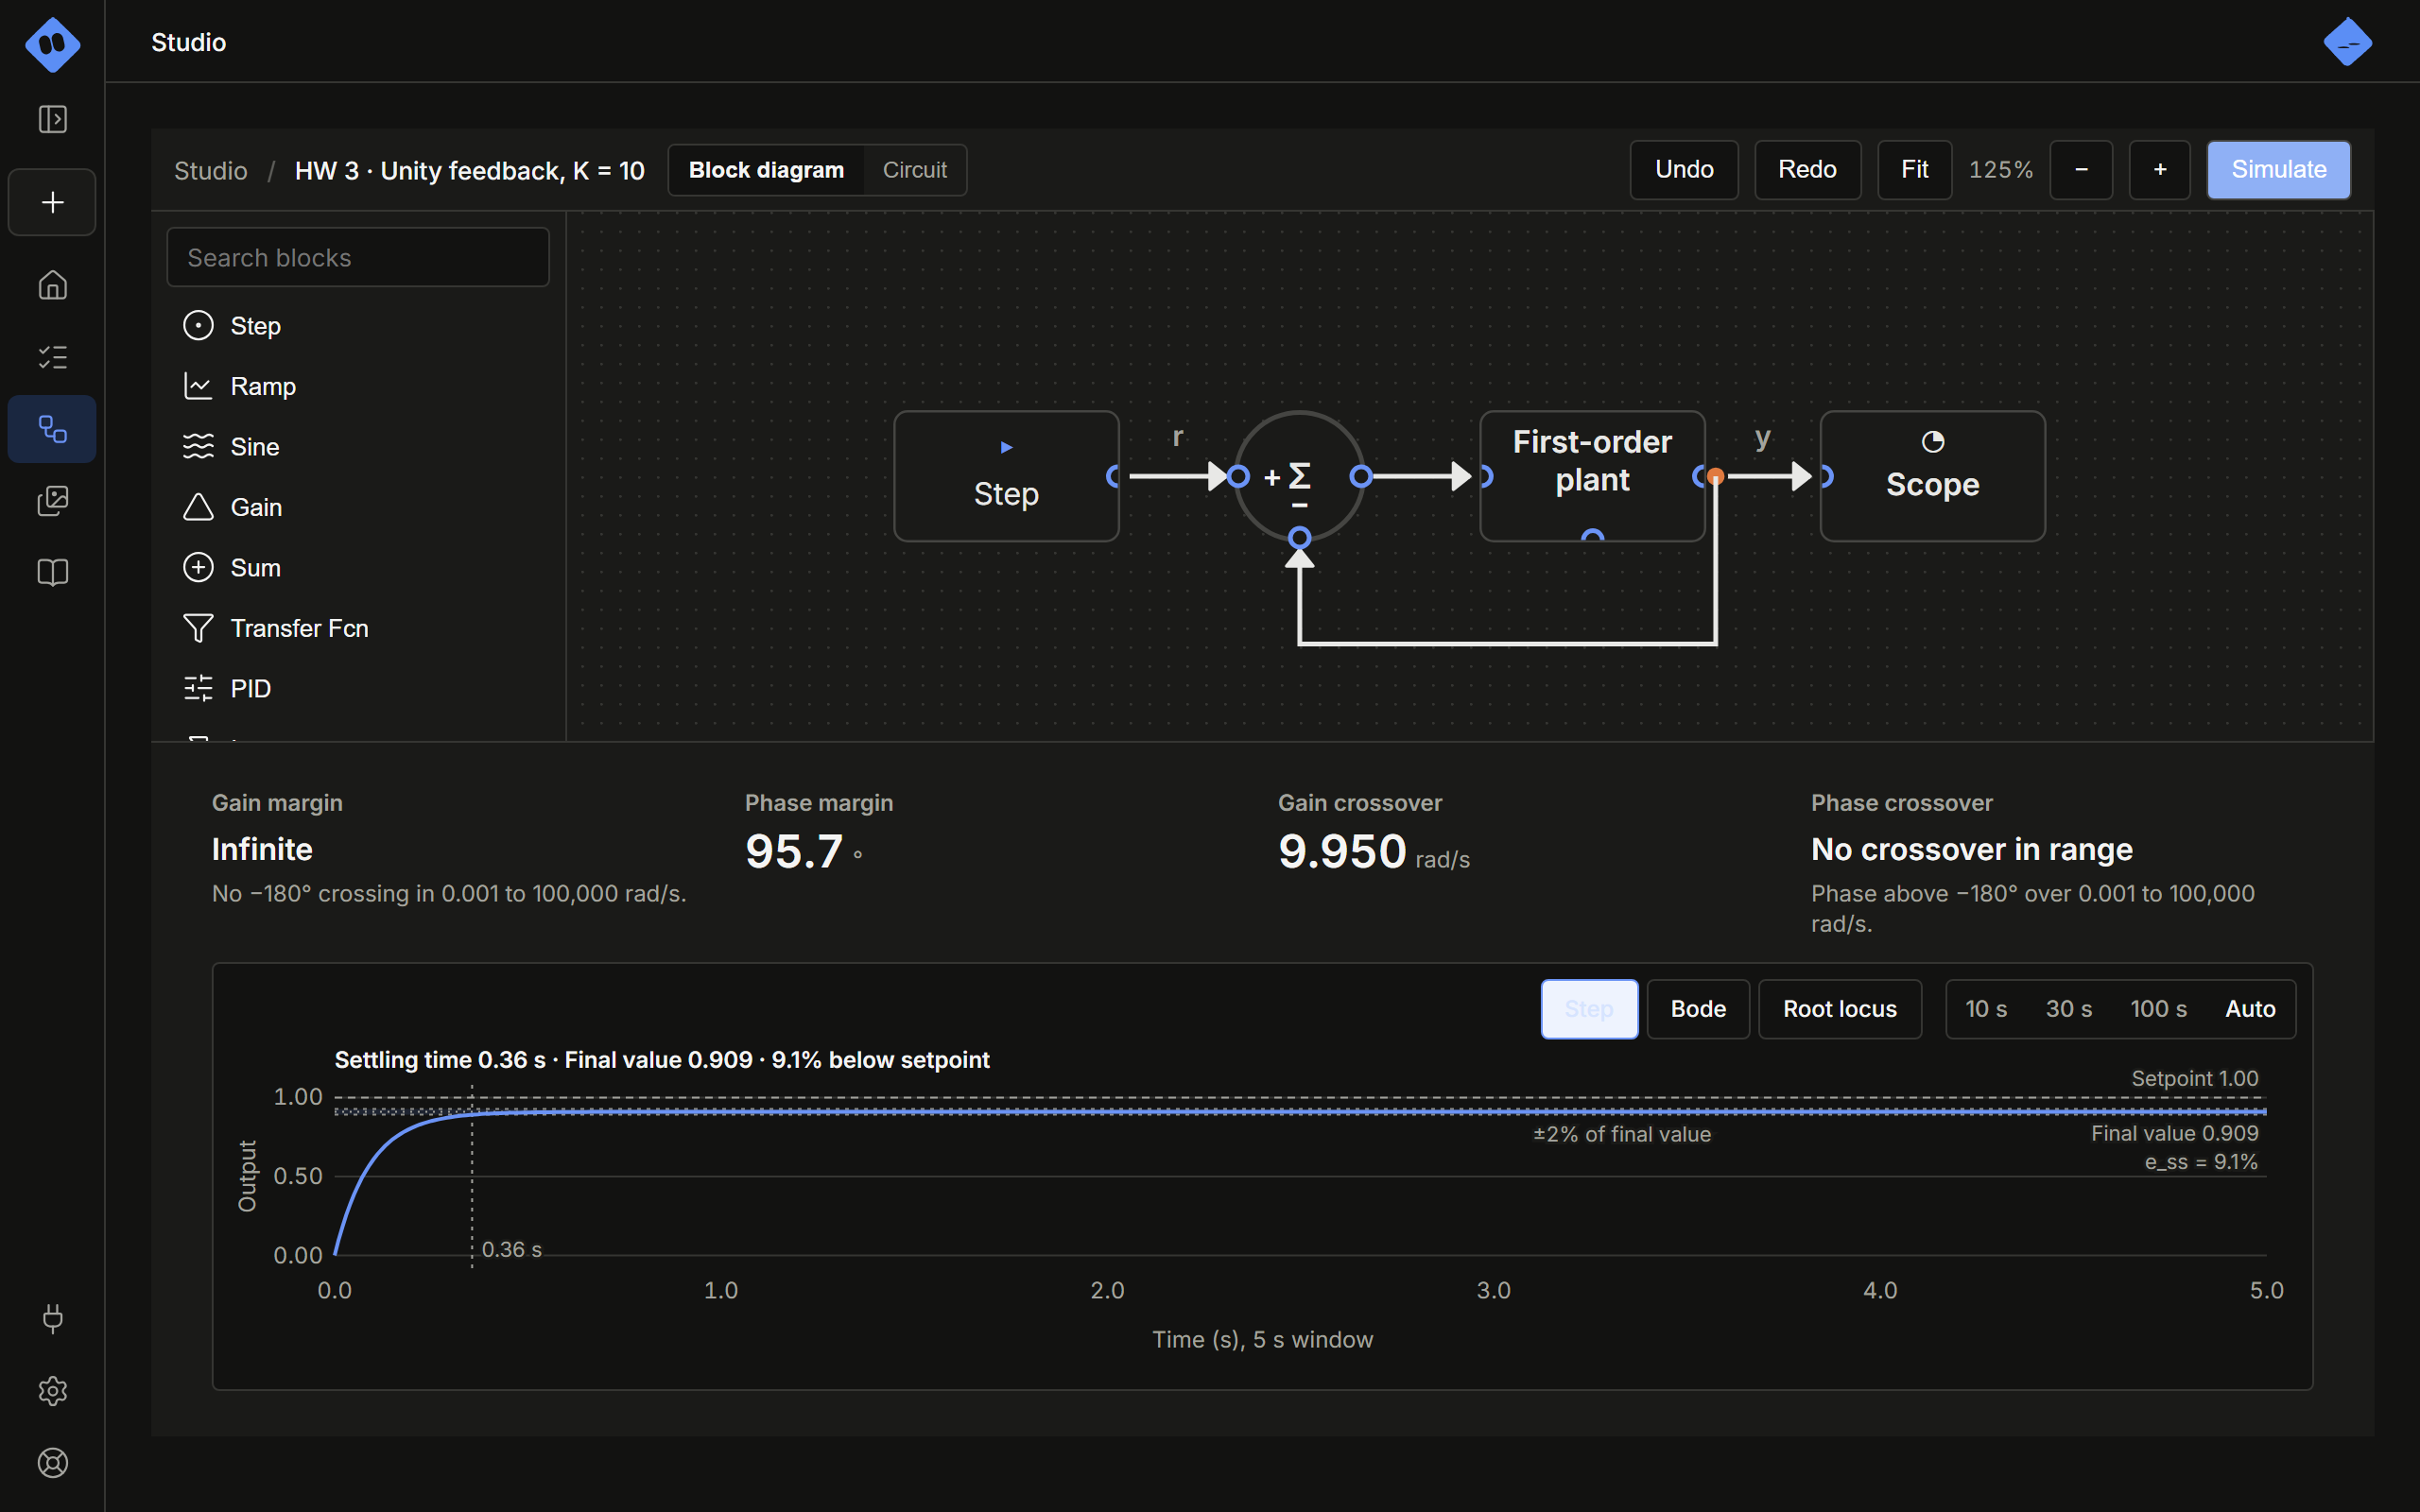 Studio
Studio / HW 3 · Unity feedback, K = 10
Block diagram
Circuit
Undo
Redo
Fit
125%
−
+
Simulate
Search blocks
Step
Ramp
Sine
Gain
Sum
Transfer Fcn
PID
Step
r
+ Σ
−
First-order
plant
y
Scope
Gain margin
Infinite
No −180° crossing in 0.001 to 100,000 rad/s.
Phase margin
95.7 °
Gain crossover
9.950 rad/s
Phase crossover
No crossover in range
Phase above −180° over 0.001 to 100,000
rad/s.
Step
Bode
Root locus
10 s
30 s
100 s
Auto
Settling time 0.36 s · Final value 0.909 · 9.1% below setpoint
Setpoint 1.00
1.00
±2% of final value
Final value 0.909
e_ss = 9.1%
Output
0.50
0.36 s
0.00
0.0
1.0
2.0
3.0
4.0
5.0
Time (s), 5 s window